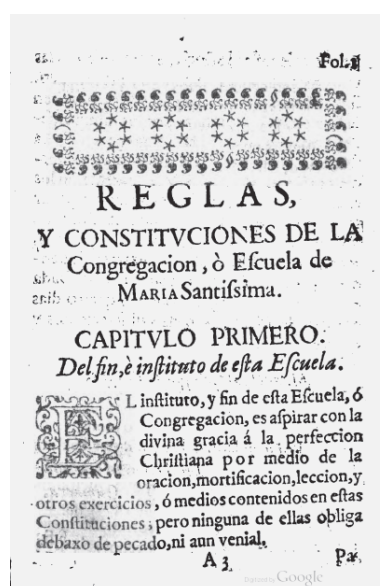 Fol.1
REGLAS,
Y CONSTITVCIONES DE LA
Congregacion, ò Eſcuela de
MARIA Santiſsima.
CAPITVLO PRIMERO.
Del fin, è inſtituto de eſta Eſcuela.
EL inſtituto, y fin de eſta Eſcuela, ó
Congregacion, es aſpirar con la
divina gracia á la perfeccion
Chriſtiana por medio de la
oracion, mortificacion, leccion, y
otros exercicios, ó medios contenidos en eſtas
Conſtituciones; pero ninguna de ellas obliga
debaxo de pecado, ni aun venial.
A 3. Pa-
Google